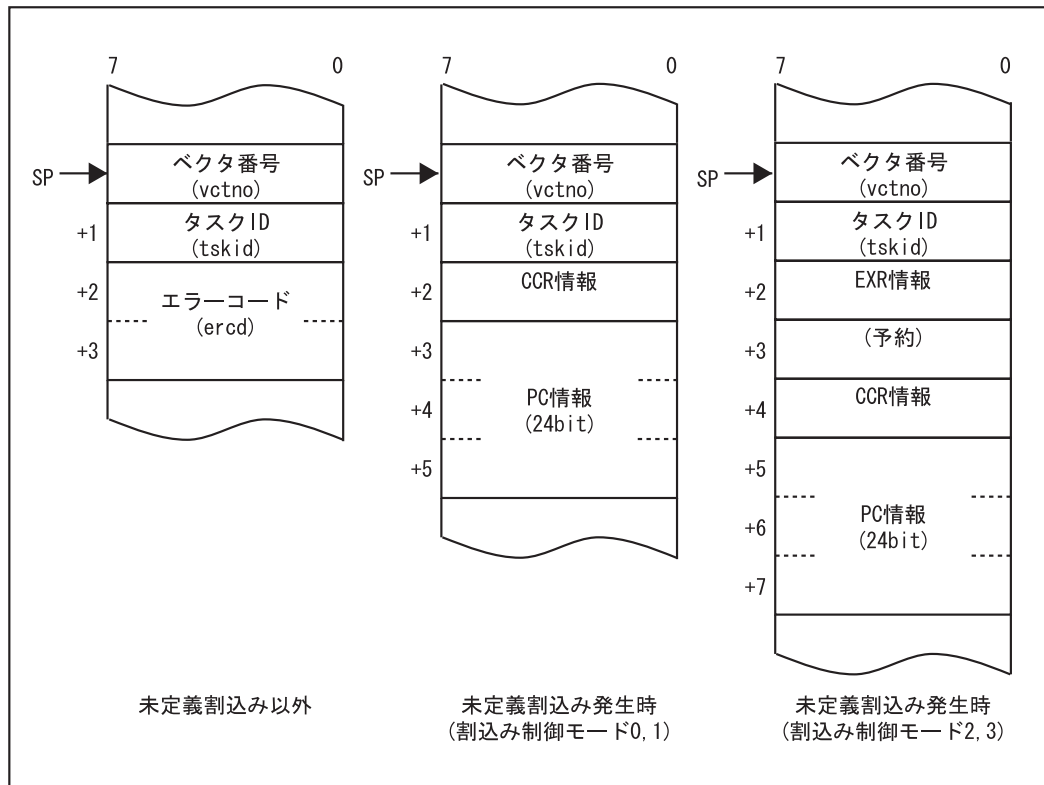 7 0
SP
ベクタ番号
(vctno)
+1
タスクID
(tskid)
+2
エラーコード
(ercd)
+3
未定義割込み以外
7 0
SP
ベクタ番号
(vctno)
+1
タスクID
(tskid)
+2
CCR情報
+3
+4
PC情報
(24bit)
+5
未定義割込み発生時
(割込み制御モード0,1)
7 0
SP
ベクタ番号
(vctno)
+1
タスクID
(tskid)
+2
EXR情報
+3
(予約)
+4
CCR情報
+5
+6
PC情報
(24bit)
+7
未定義割込み発生時
(割込み制御モード2,3)